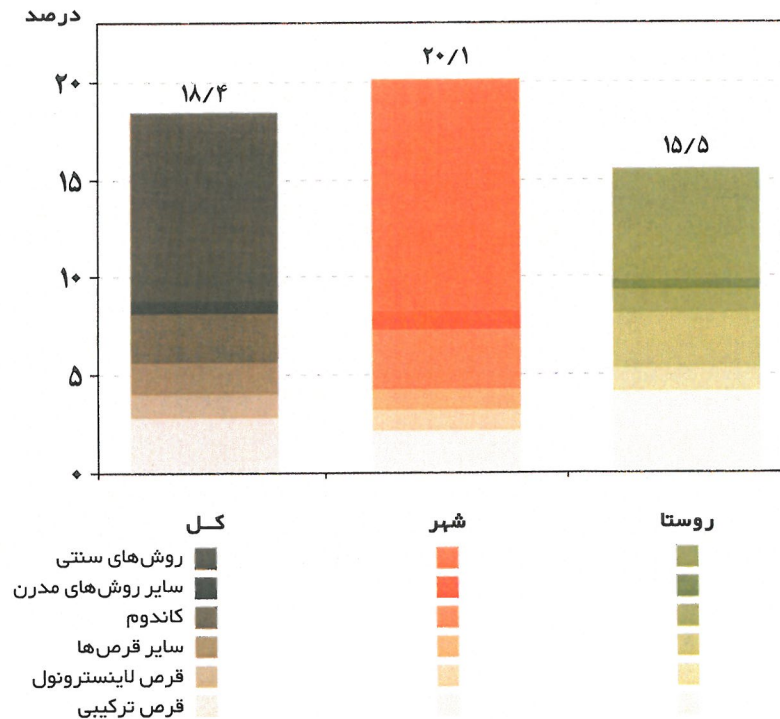 درصد
۲۰
۱۵
۱۰
۵
۰
۱۸/۴
۲۰/۱
۱۵/۵
کــل
شهر
روستا
روش‌های سنتی
سایر روش‌های مدرن
کاندوم
سایر قرص‌ها
قرص لاینسترونول
قرص ترکیبی